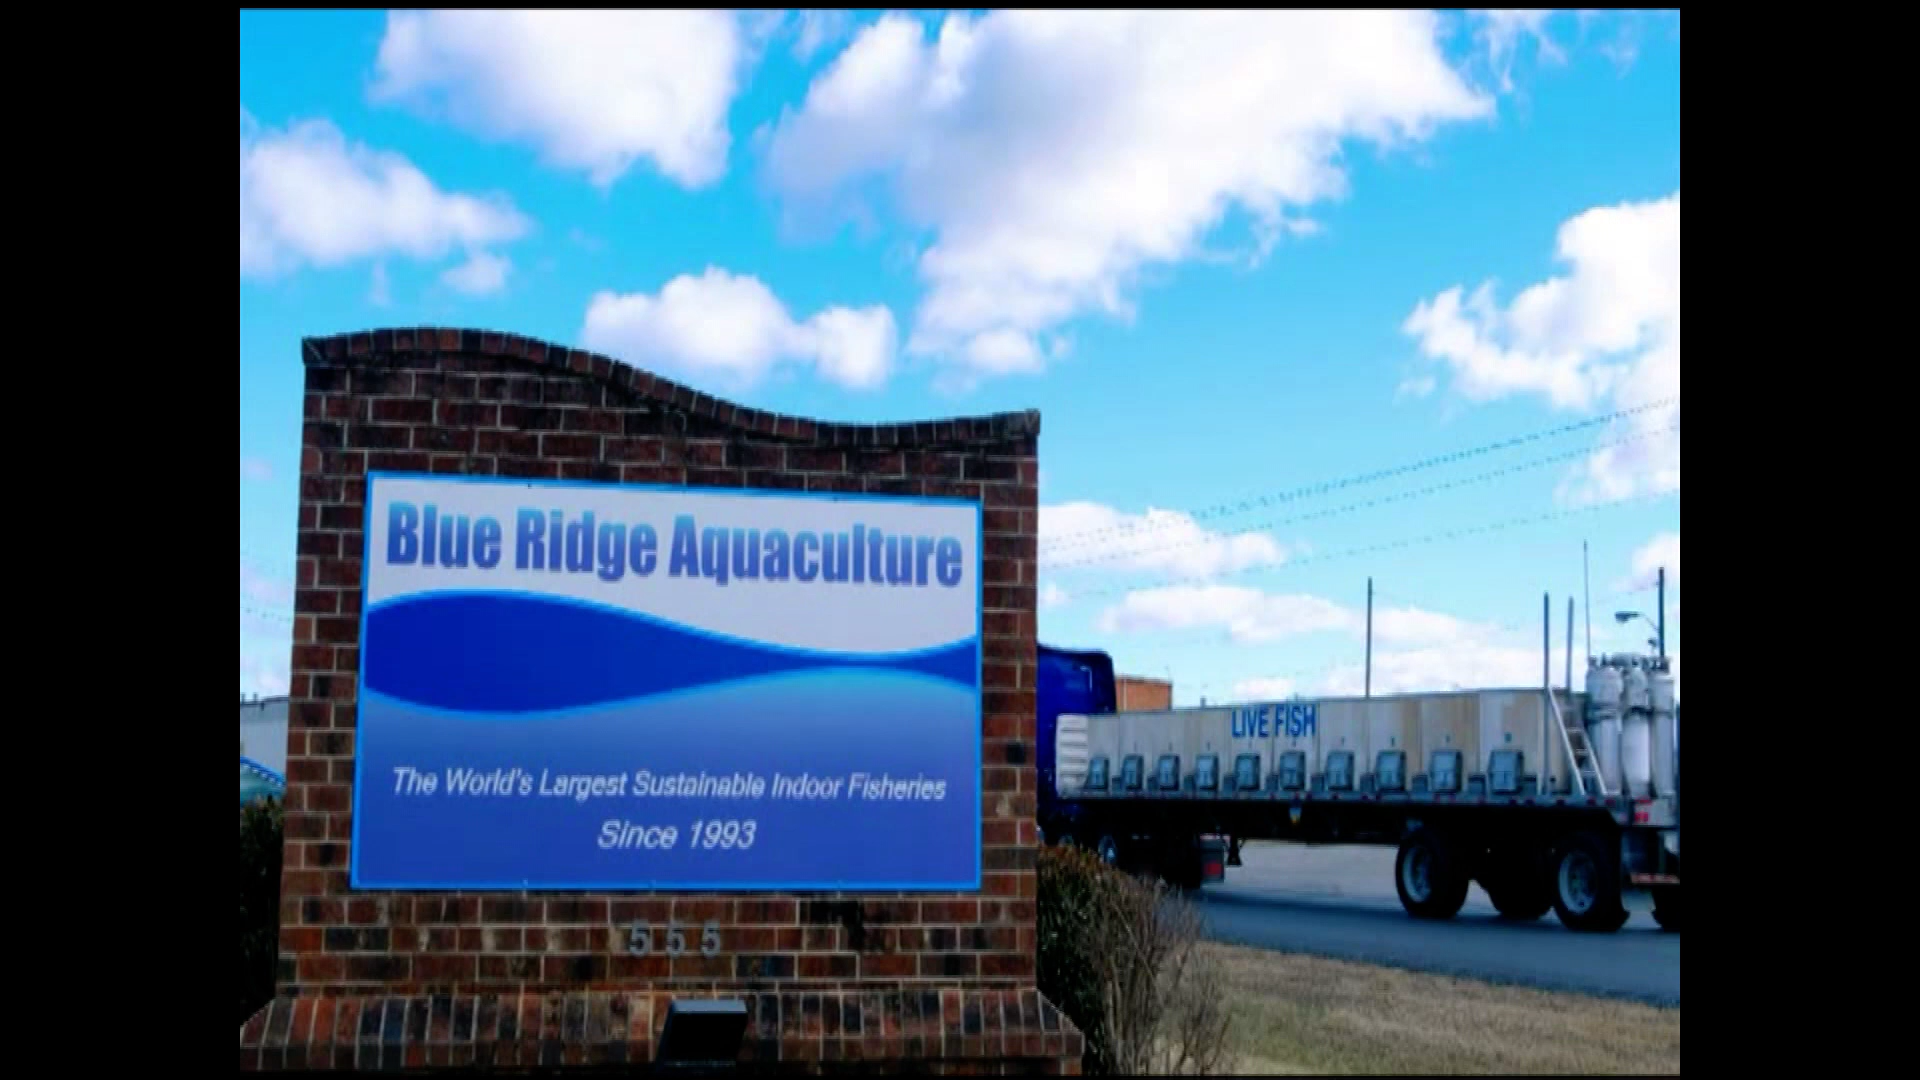 Blue Ridge Aquaculture
The World's Largest Sustainable Indoor Fisheries
Since 1993
555
LIVE FISH